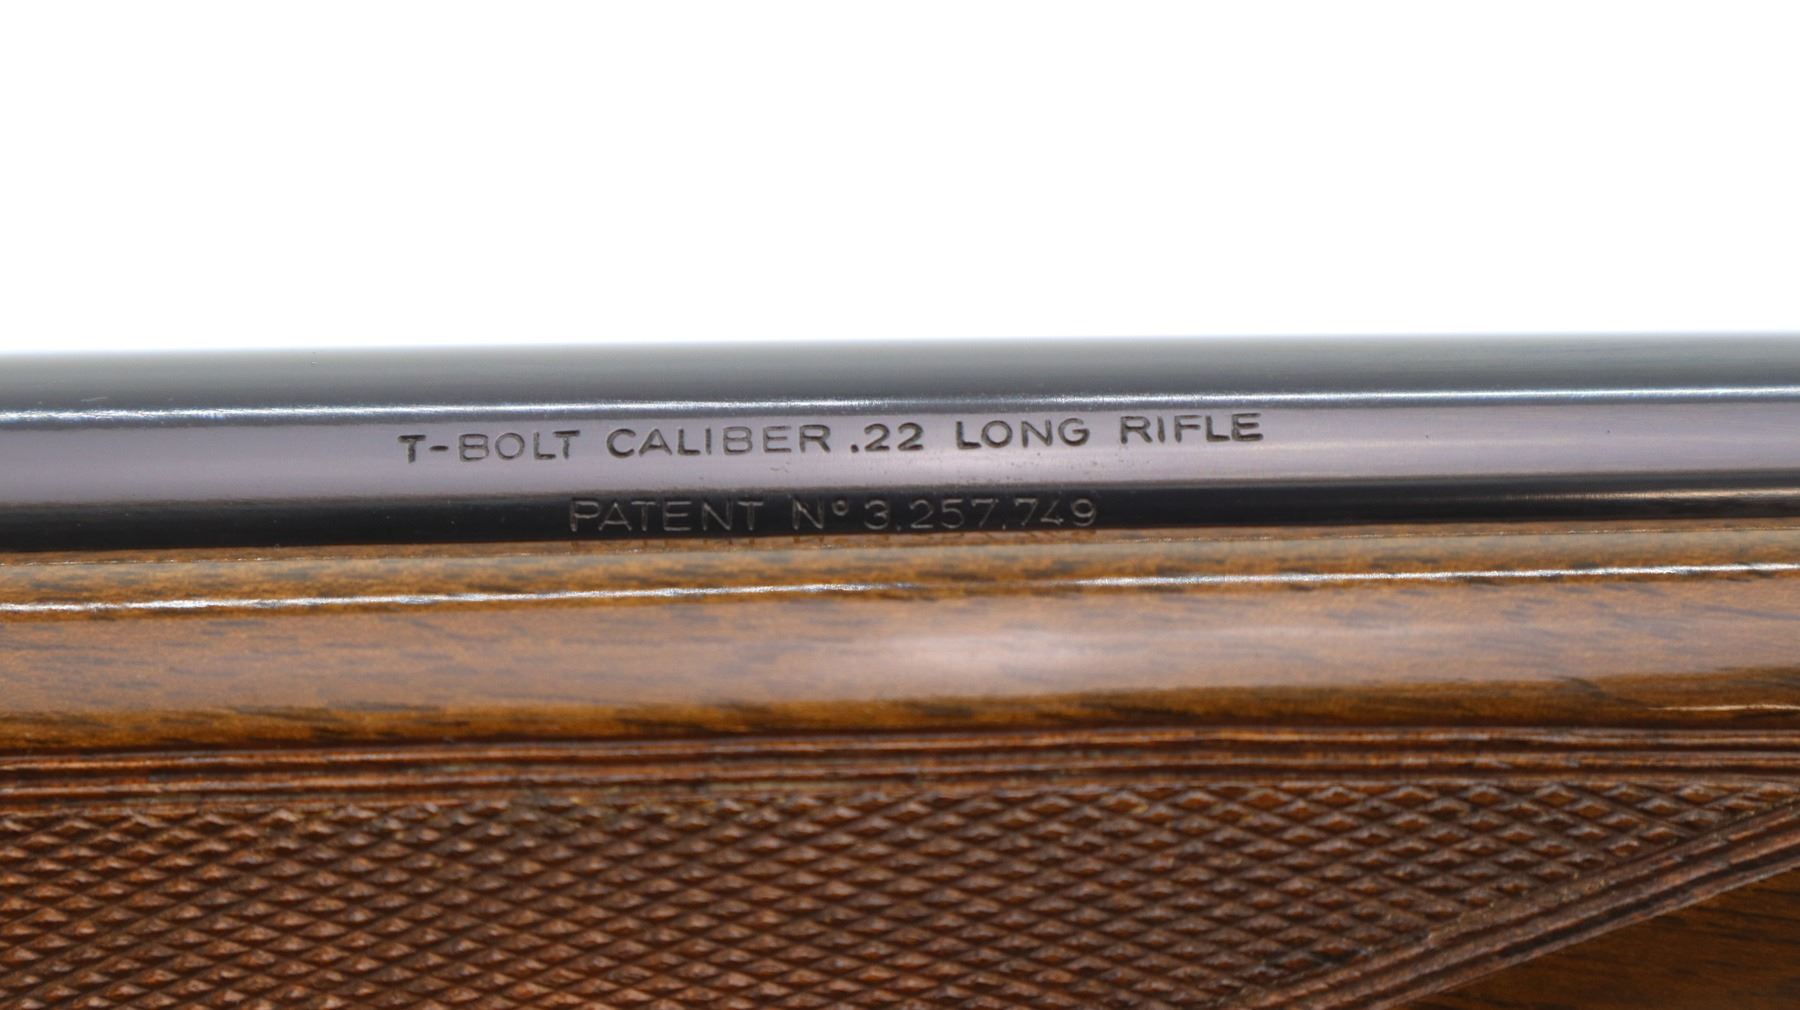 T-BOLT CALIBER .22 LONG RIFLE
PATENT Nº 3,257,749